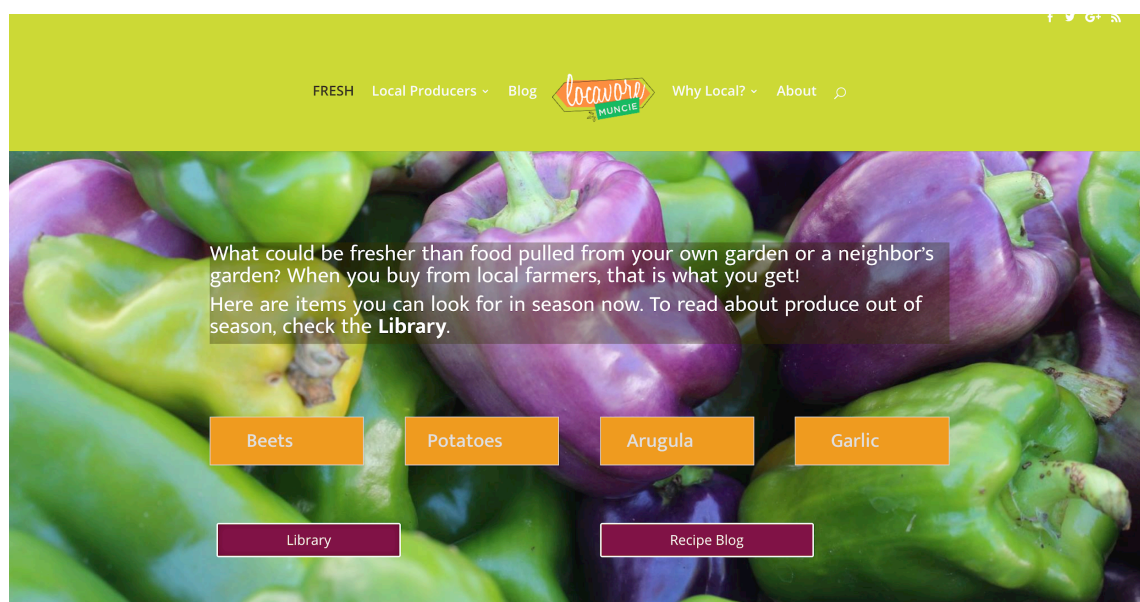 FRESH Local Producers Blog locavore MUNCIE Why Local? About
What could be fresher than food pulled from your own garden or a neighbor’s
garden? When you buy from local farmers, that is what you get!
Here are items you can look for in season now. To read about produce out of
season, check the Library.
Beets Potatoes Arugula Garlic
Library Recipe Blog